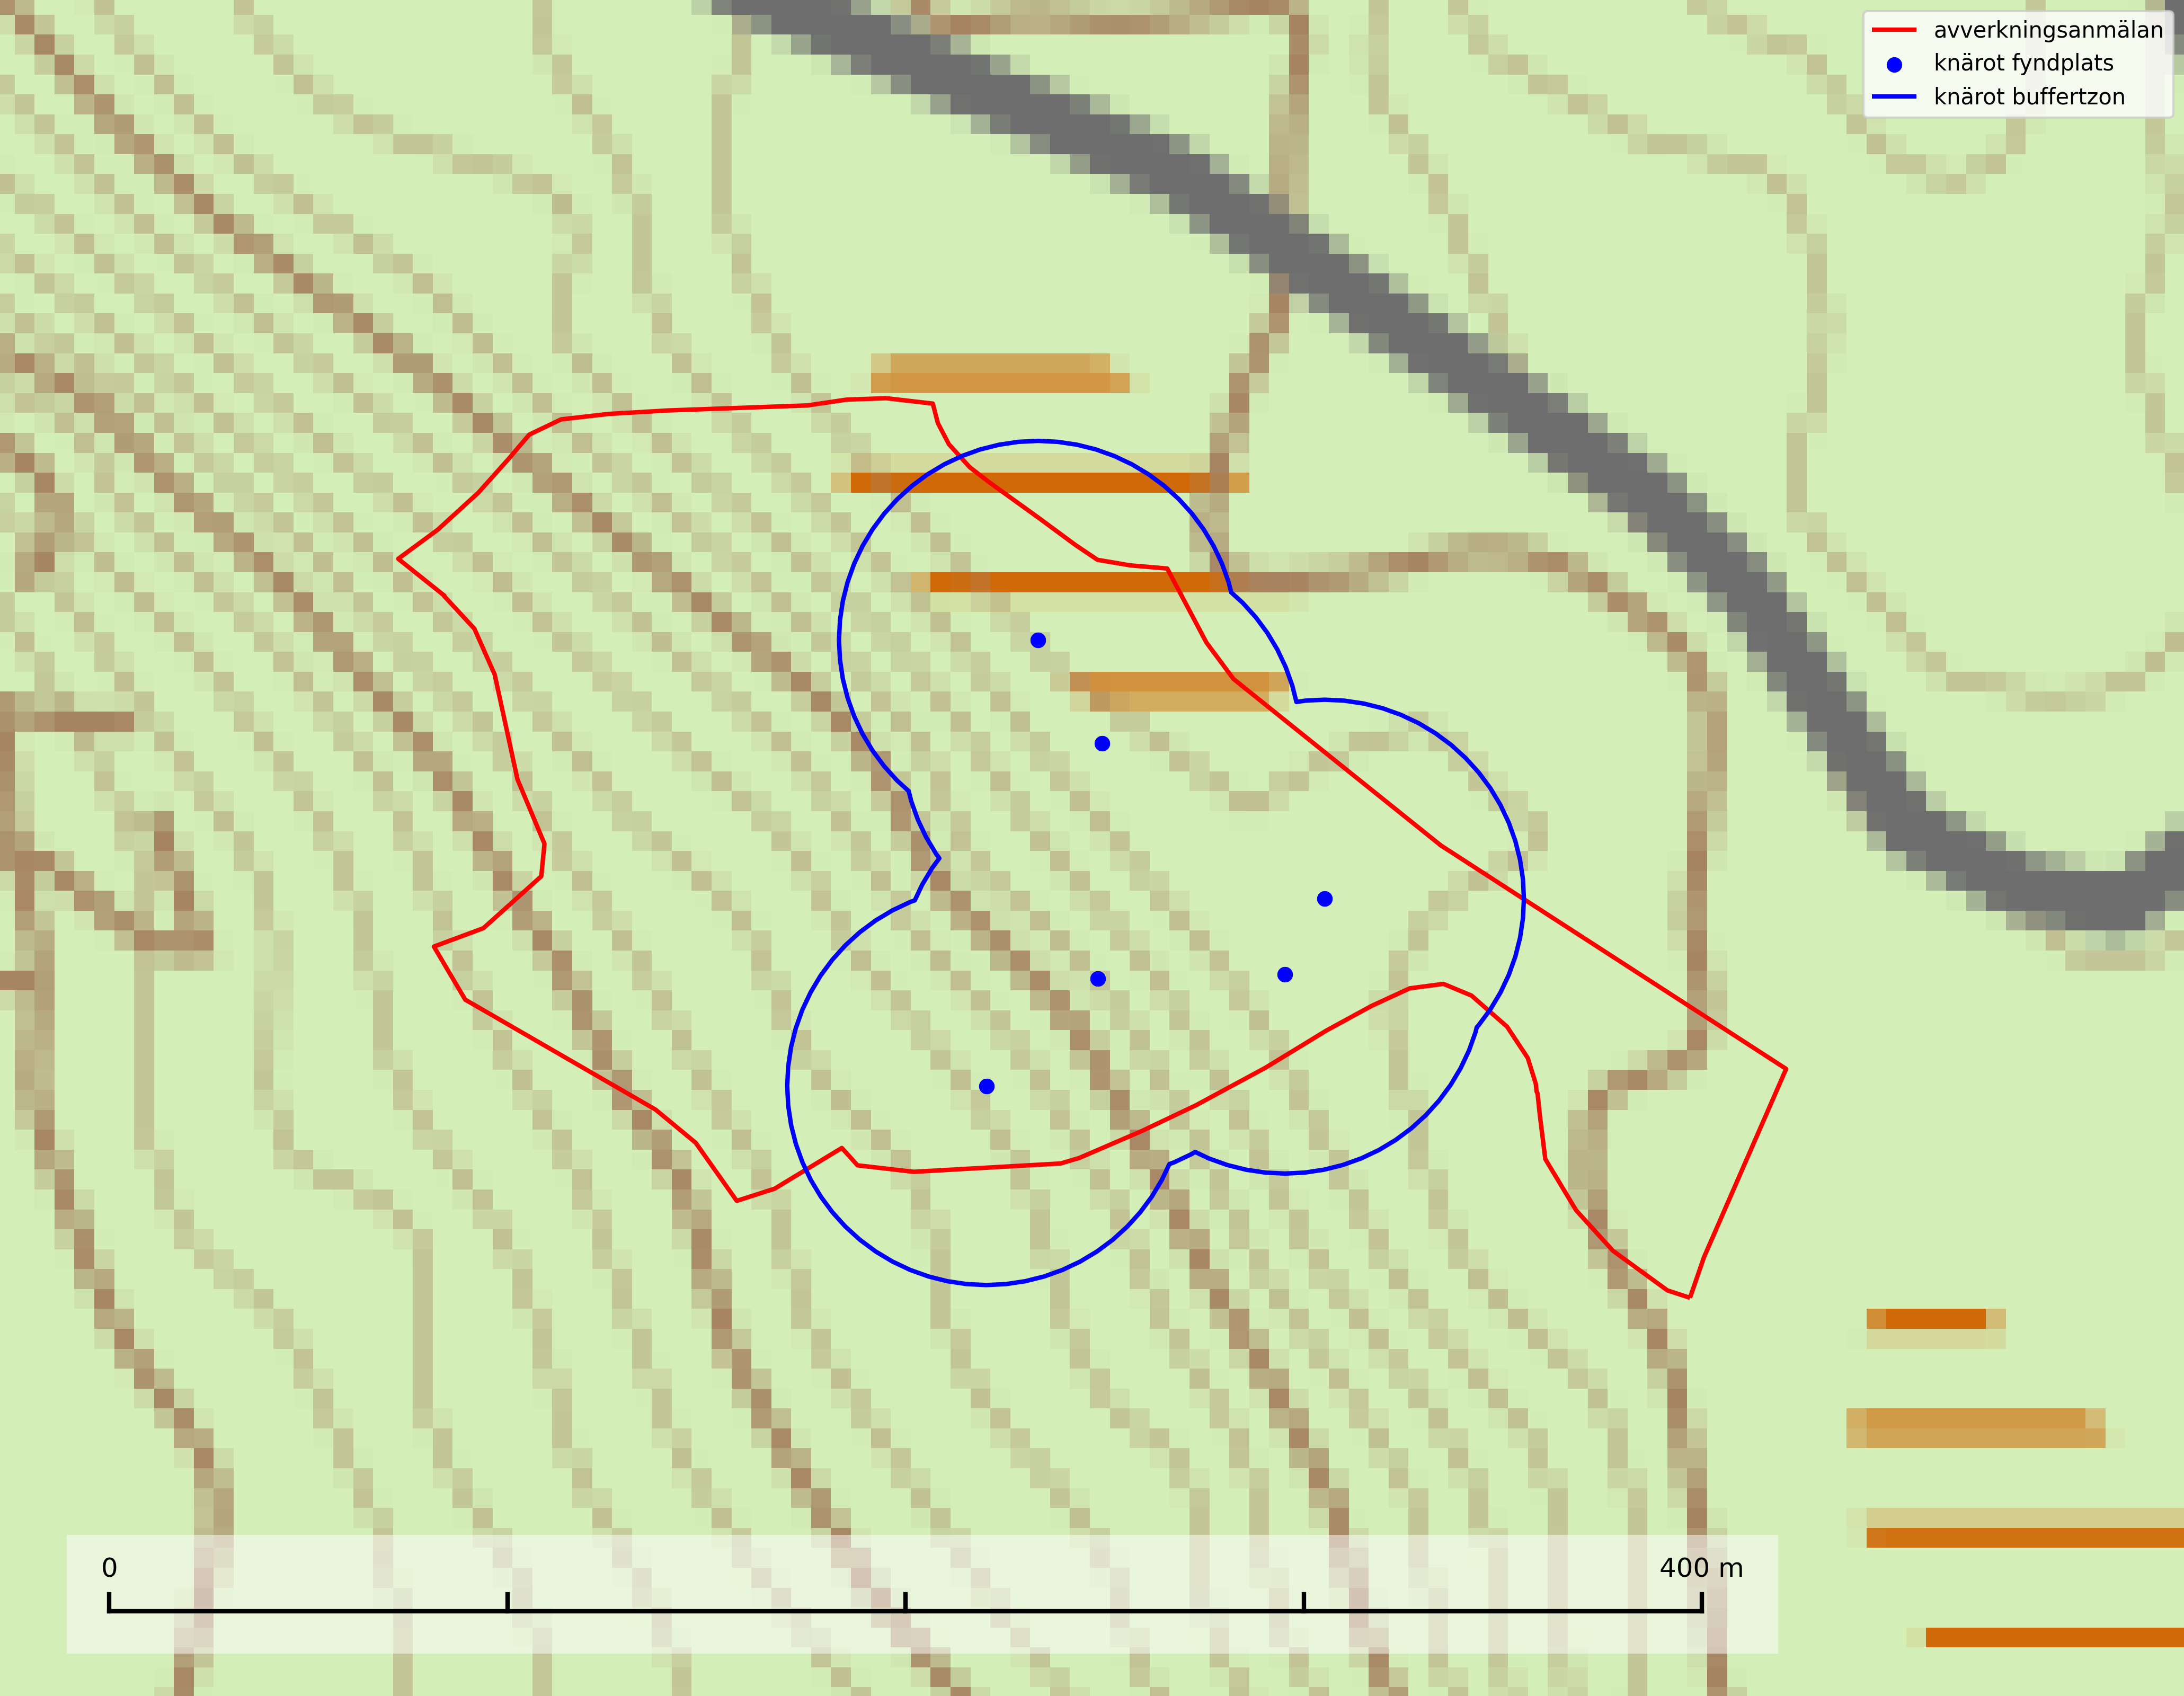 avverkningsanmälan
knärot fyndplats
knärot buffertzon
0
400 m